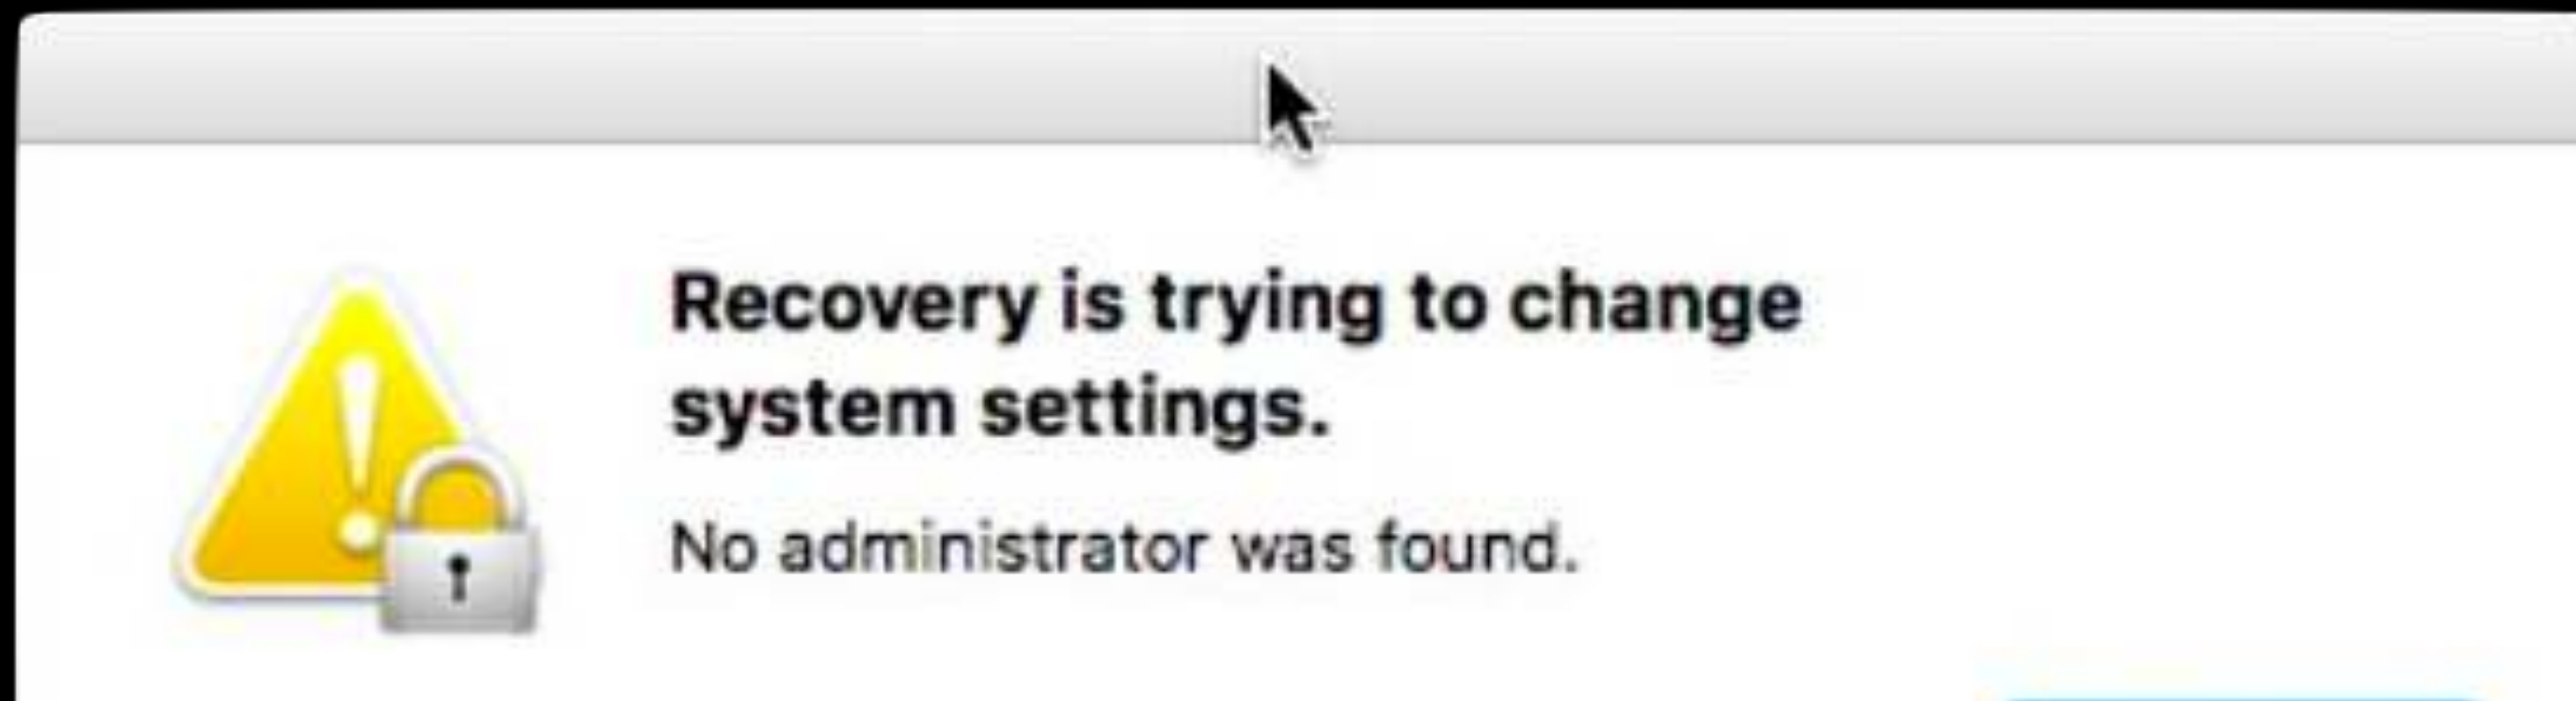 Recovery is trying to change
system settings.
No administrator was found.